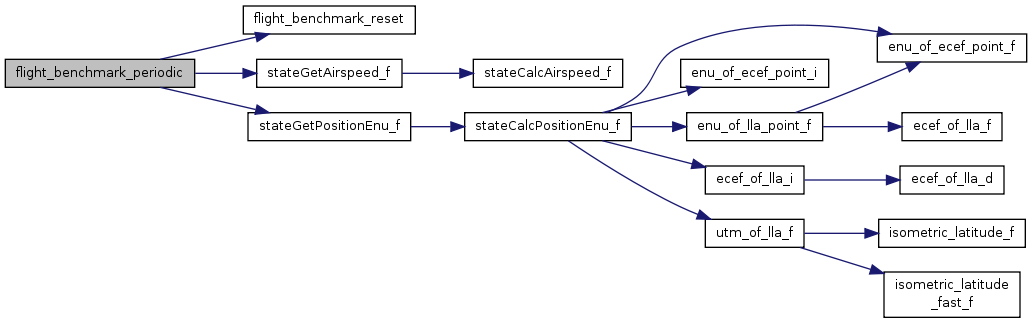 flight_benchmark_periodic
flight_benchmark_reset
stateGetAirspeed_f
stateCalcAirspeed_f
stateGetPositionEnu_f
stateCalcPositionEnu_f
enu_of_ecef_point_f
enu_of_ecef_point_i
enu_of_lla_point_f
ecef_of_lla_f
ecef_of_lla_i
ecef_of_lla_d
utm_of_lla_f
isometric_latitude_f
isometric_latitude
_fast_f